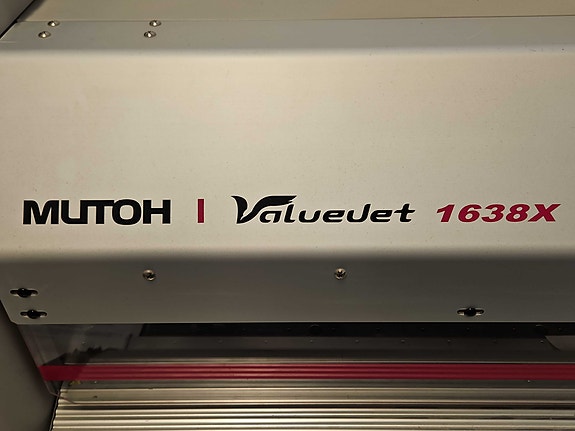 MUTOH | ValueJet 1638X